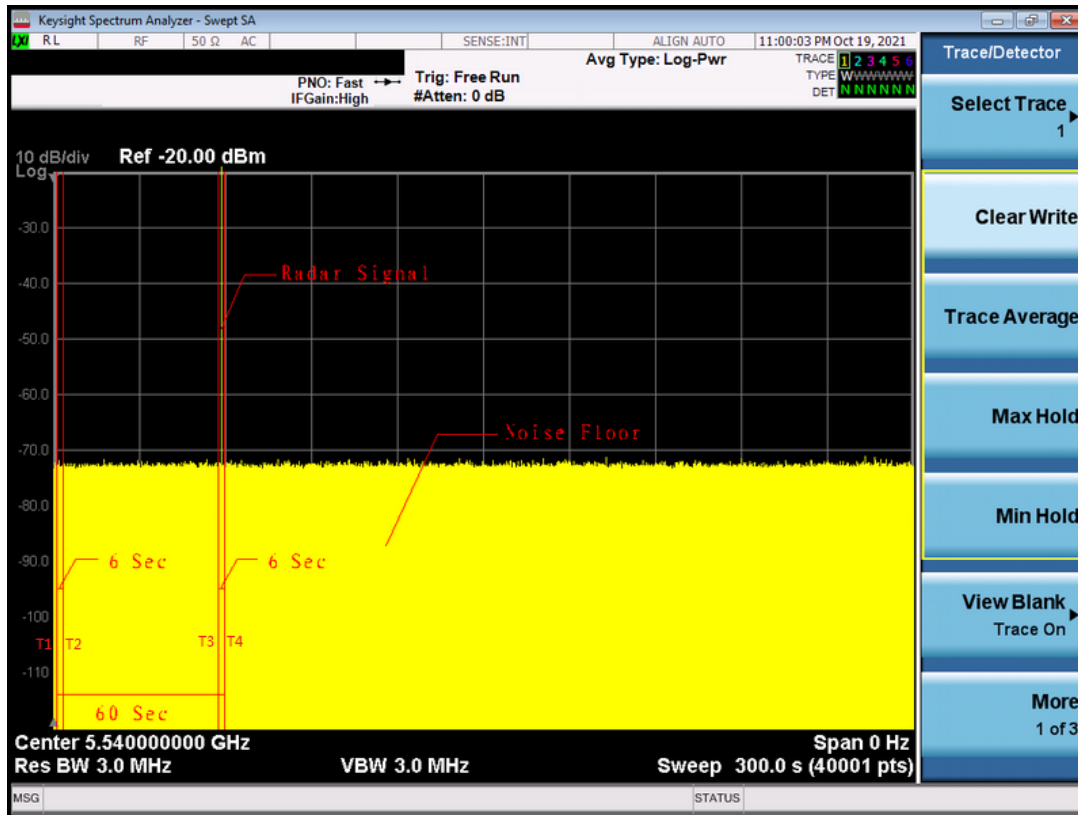 Keysight Spectrum Analyzer - Swept SA
LXI RL RF 50 Ω AC SENSE:INT ALIGN AUTO 11:00:03 PM Oct 19, 2021
Avg Type: Log-Pwr
TRACE 1 2 3 4 5 6
PNO: Fast
Trig: Free Run
TYPE WWWWWW
IFGain:High
#Atten: 0 dB
DET N N N N N N
10 dB/div Ref -20.00 dBm
Log
-30.0
Radar Signal
-40.0
-50.0
-60.0
Noise Floor
-70.0
-80.0
-90.0 6 Sec 6 Sec
-100
T1 T2 T3 T4
-110
60 Sec
Center 5.540000000 GHz Span 0 Hz
Res BW 3.0 MHz VBW 3.0 MHz Sweep 300.0 s (40001 pts)
MSG STATUS
Trace/Detector
Select Trace
1
Clear Write
Trace Average
Max Hold
Min Hold
View Blank
Trace On
More
1 of 3